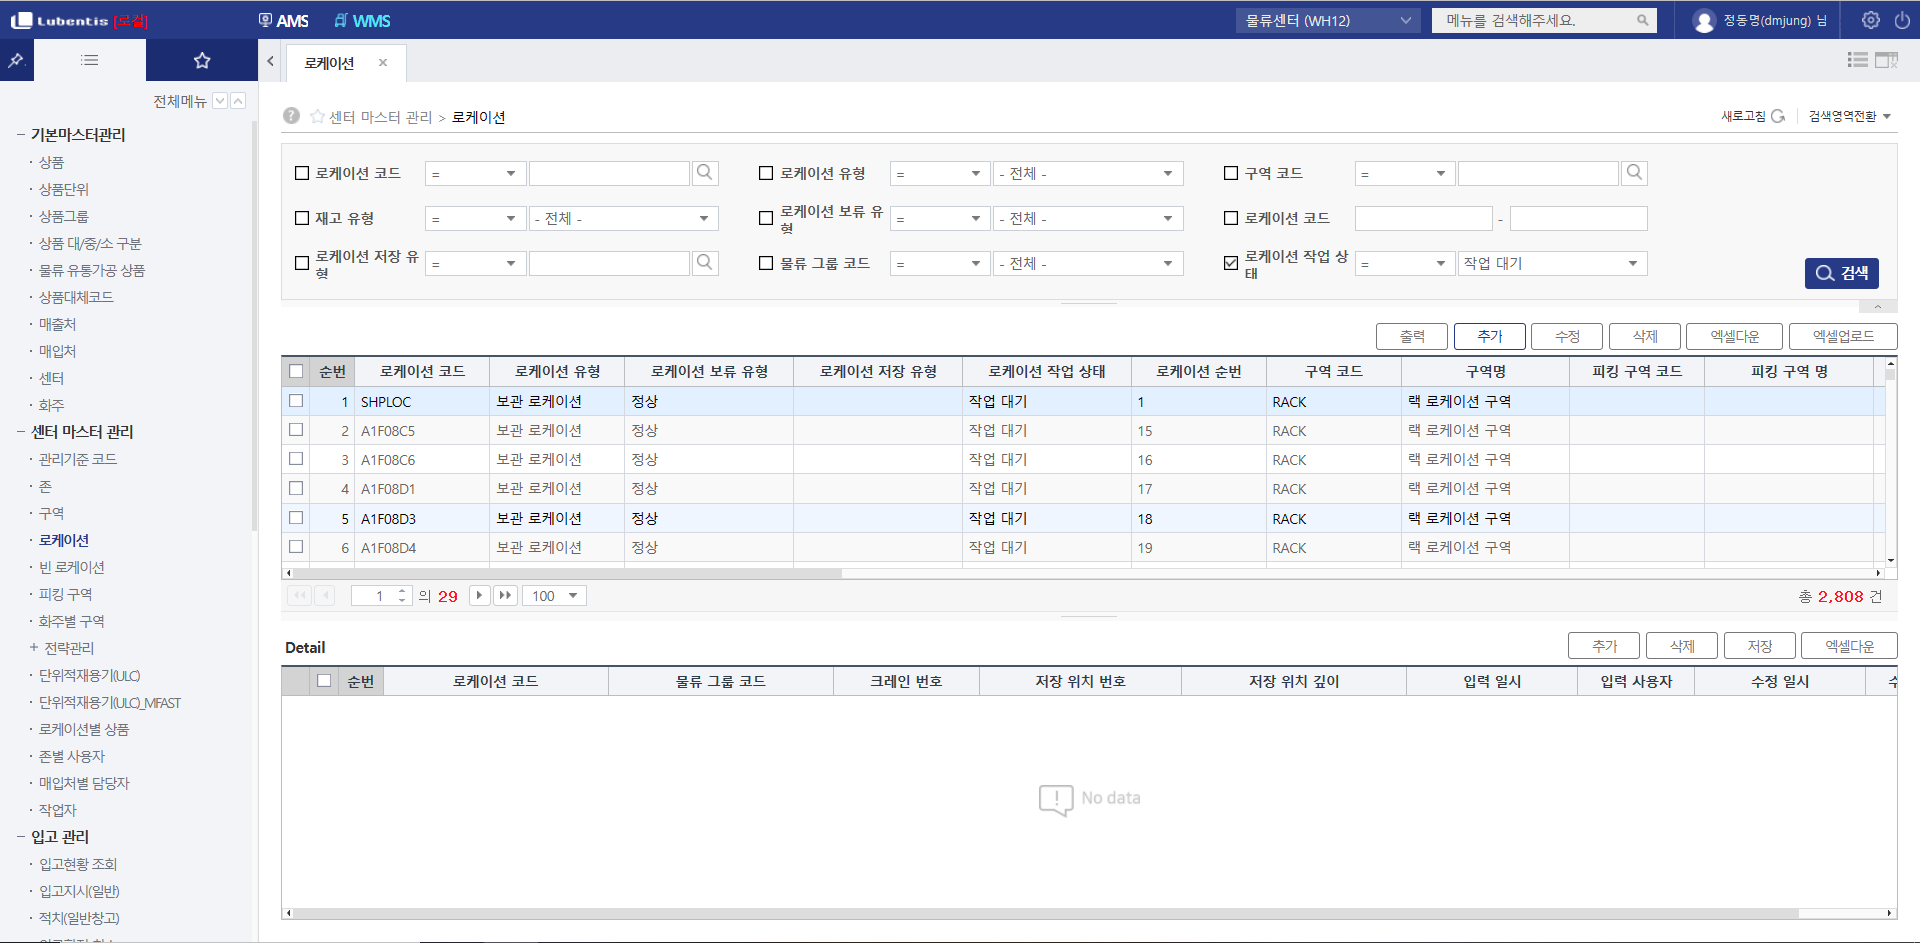 Lubentis [로컬] AMS WMS 물류센터 (WH12) 메뉴를 검색해주세요. 정동명(dmjung) 님
로케이션
전체메뉴
기본마스터관리
상품
상품단위
상품그룹
상품 대/중/소 구분
물류 유통가공 상품
상품대체코드
매출처
매입처
센터
화주
센터 마스터 관리
관리기준 코드
존
구역
로케이션
빈 로케이션
피킹 구역
화주별 구역
전략관리
단위적재용기(ULC)
단위적재용기(ULC)_MFAST
로케이션별 상품
존별 사용자
매입처별 담당자
작업자
입고 관리
입고현황 조회
입고지시(일반)
적치(일반창고)
센터 마스터 관리 > 로케이션 새로고침 검색영역전환
로케이션 코드 = 로케이션 유형 = - 전체 - 구역 코드 =
재고 유형 = - 전체 - 로케이션 보류 유형 = - 전체 - 로케이션 코드 -
로케이션 저장 유형 = 물류 그룹 코드 = - 전체 - 로케이션 작업 상태 = 작업 대기
검색
출력 추가 수정 삭제 엑셀다운 엑셀업로드
순번 로케이션 코드 로케이션 유형 로케이션 보류 유형 로케이션 저장 유형 로케이션 작업 상태 로케이션 순번 구역 코드 구역명 피킹 구역 코드 피킹 구역 명
1 SHPLOC 보관 로케이션 정상 작업 대기 1 RACK 랙 로케이션 구역
2 A1F08C5 보관 로케이션 정상 작업 대기 15 RACK 랙 로케이션 구역
3 A1F08C6 보관 로케이션 정상 작업 대기 16 RACK 랙 로케이션 구역
4 A1F08D1 보관 로케이션 정상 작업 대기 17 RACK 랙 로케이션 구역
5 A1F08D3 보관 로케이션 정상 작업 대기 18 RACK 랙 로케이션 구역
6 A1F08D4 보관 로케이션 정상 작업 대기 19 RACK 랙 로케이션 구역
1 의 29 100 총 2,808 건
Detail 추가 삭제 저장 엑셀다운
순번 로케이션 코드 물류 그룹 코드 크레인 번호 저장 위치 번호 저장 위치 깊이 입력 일시 입력 사용자 수정 일시 수
No data